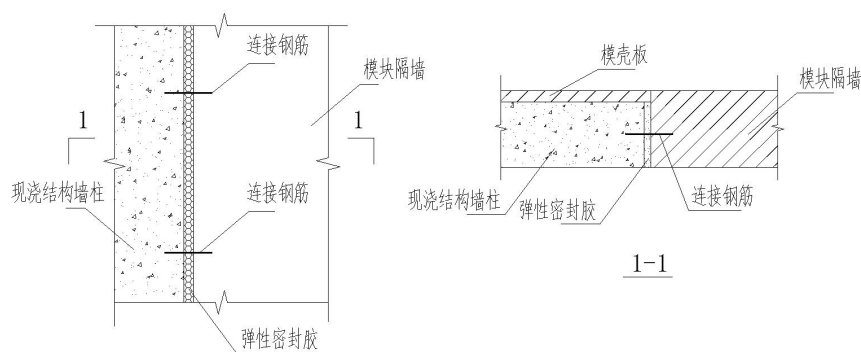 连接钢筋
模块隔墙
1
1
现浇结构墙柱
连接钢筋
弹性密封胶
模壳板
模块隔墙
现浇结构墙柱
弹性密封胶
连接钢筋
1-1